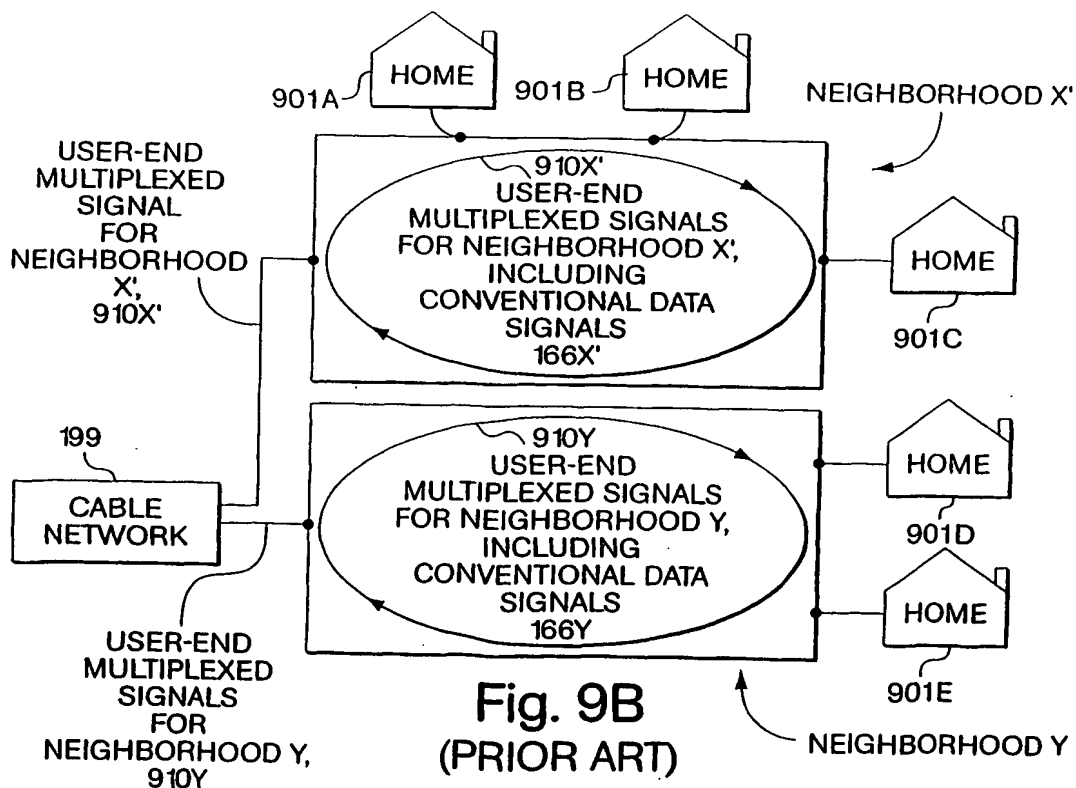 HOME
901A
HOME
901B
NEIGHBORHOOD X'
USER-END
MULTIPLEXED
SIGNAL
FOR
NEIGHBORHOOD
X',
910X'
910X'
USER-END
MULTIPLEXED SIGNALS
FOR NEIGHBORHOOD X',
INCLUDING
CONVENTIONAL DATA
SIGNALS
166X'
HOME
901C
199
CABLE
NETWORK
910Y
USER-END
MULTIPLEXED SIGNALS
FOR NEIGHBORHOOD Y,
INCLUDING
CONVENTIONAL DATA
SIGNALS
166Y
HOME
901D
HOME
901E
USER-END
MULTIPLEXED
SIGNALS
FOR
NEIGHBORHOOD Y,
910Y
Fig. 9B
(PRIOR ART)
NEIGHBORHOOD Y